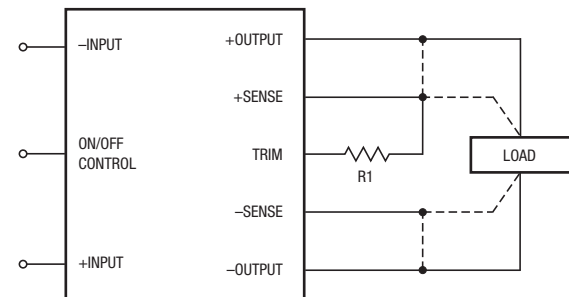 –INPUT
+OUTPUT
+SENSE
ON/OFF
CONTROL
TRIM
R1
LOAD
–SENSE
+INPUT
–OUTPUT